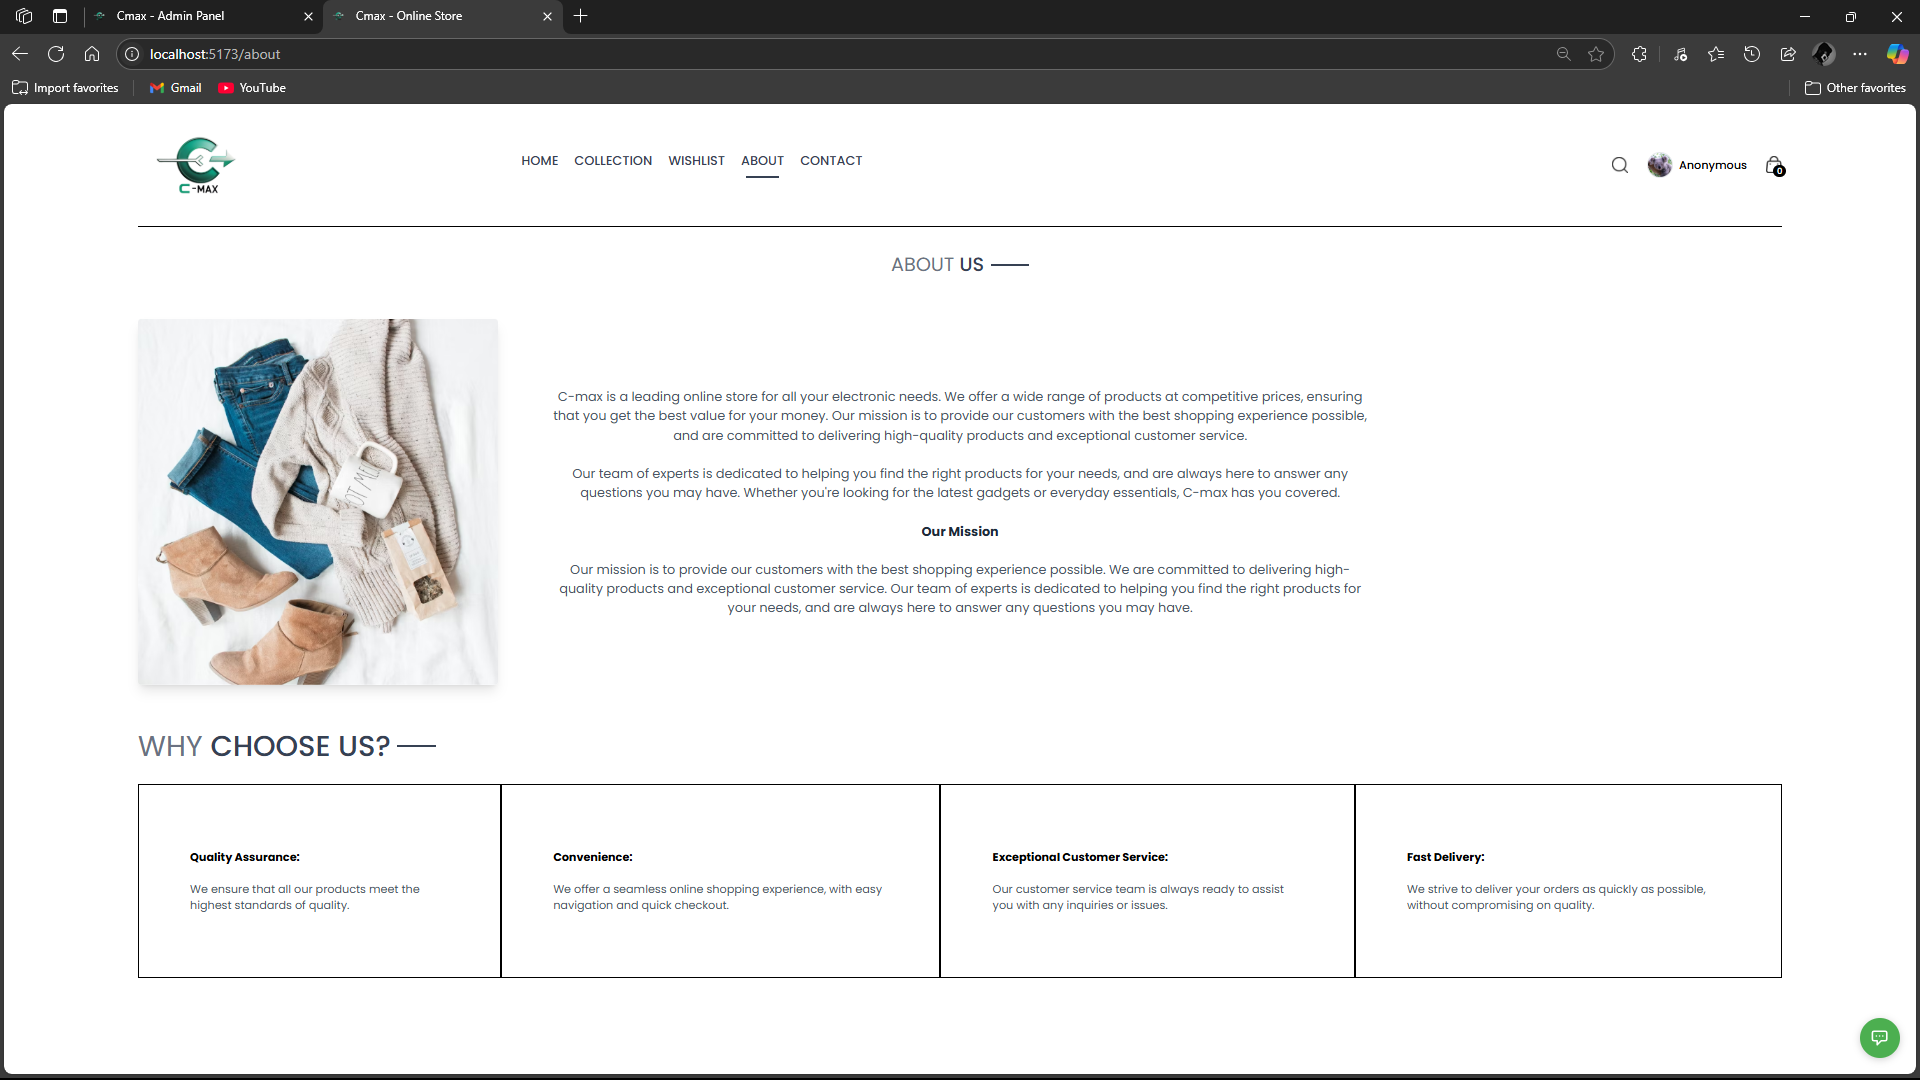 Cmax - Admin Panel
Cmax - Online Store
localhost:5173/about
Import favorites
Gmail
YouTube
Other favorites
C-MAX
HOME
COLLECTION
WISHLIST
ABOUT
CONTACT
Anonymous
0
ABOUT US
C-max is a leading online store for all your electronic needs. We offer a wide range of products at competitive prices, ensuring
that you get the best value for your money. Our mission is to provide our customers with the best shopping experience possible,
and are committed to delivering high-quality products and exceptional customer service.
Our team of experts is dedicated to helping you find the right products for your needs, and are always here to answer any
questions you may have. Whether you're looking for the latest gadgets or everyday essentials, C-max has you covered.
Our Mission
Our mission is to provide our customers with the best shopping experience possible. We are committed to delivering high-
quality products and exceptional customer service. Our team of experts is dedicated to helping you find the right products for
your needs, and are always here to answer any questions you may have.
WHY CHOOSE US?
Quality Assurance:
We ensure that all our products meet the
highest standards of quality.
Convenience:
We offer a seamless online shopping experience, with easy
navigation and quick checkout.
Exceptional Customer Service:
Our customer service team is always ready to assist
you with any inquiries or issues.
Fast Delivery:
We strive to deliver your orders as quickly as possible,
without compromising on quality.